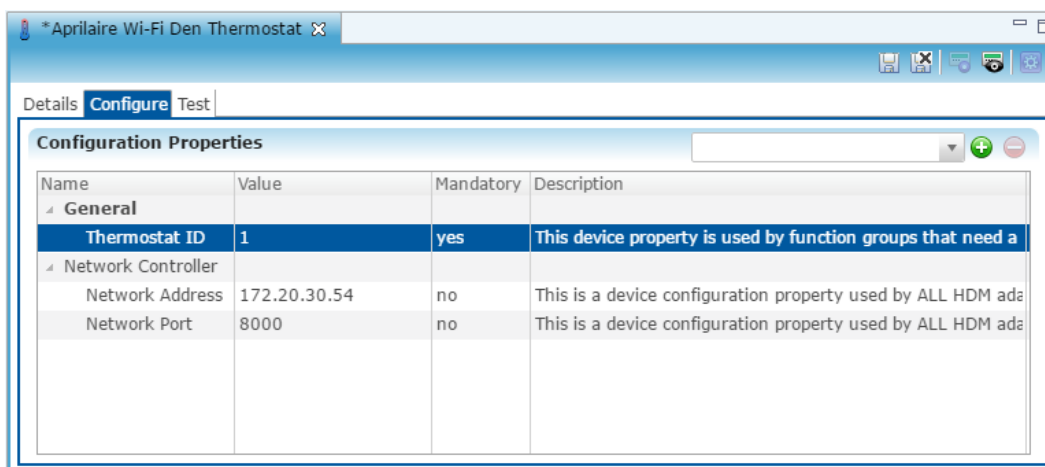 *Aprilaire Wi-Fi Den Thermostat
Details Configure Test
Configuration Properties
Name Value Mandatory Description
General
Thermostat ID 1 yes This device property is used by function groups that need a
Network Controller
Network Address 172.20.30.54 no This is a device configuration property used by ALL HDM ada
Network Port 8000 no This is a device configuration property used by ALL HDM ada